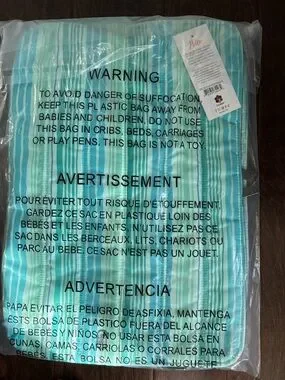 WARNING
TO AVOID DANGER OF SUFFOCATION
KEEP THIS PLASTIC BAG AWAY FROM
BABIES AND CHILDREN, DO NOT USE
THIS BAG IN CRIBS, BEDS, CARRIAGES
OR PLAY PENS. THIS BAG IS NOT A TOY.
AVERTISSEMENT
POUR ÉVITER TOUT RISQUE D'ETOUFFEMENT
GARDEZ CE SAC EN PLASTIQUE LOIN DES
BÉBES ET LES ENFANTS, N'UTILISEZ PAS CE
SAC DANS LES BERCEAUX, LITS, CHARIOTS OU
PARC AU BEBE. CE SAC N'EST PAS UN JOUET.
ADVERTENCIA
PAPA EVITAR EL PELIGRO DE ASFIXIA, MANTENGA
ESTS BOLSA DE PLASTICO FUERA DEL ALCANCE
DE BEBES Y NINOS. NO USAR ESTA BOLSA EN
CUNAS, CAMAS, CARRIOLAS O CORRALES PARA
BEBES. ESTA BOLSA NO ES UN JUGUETE